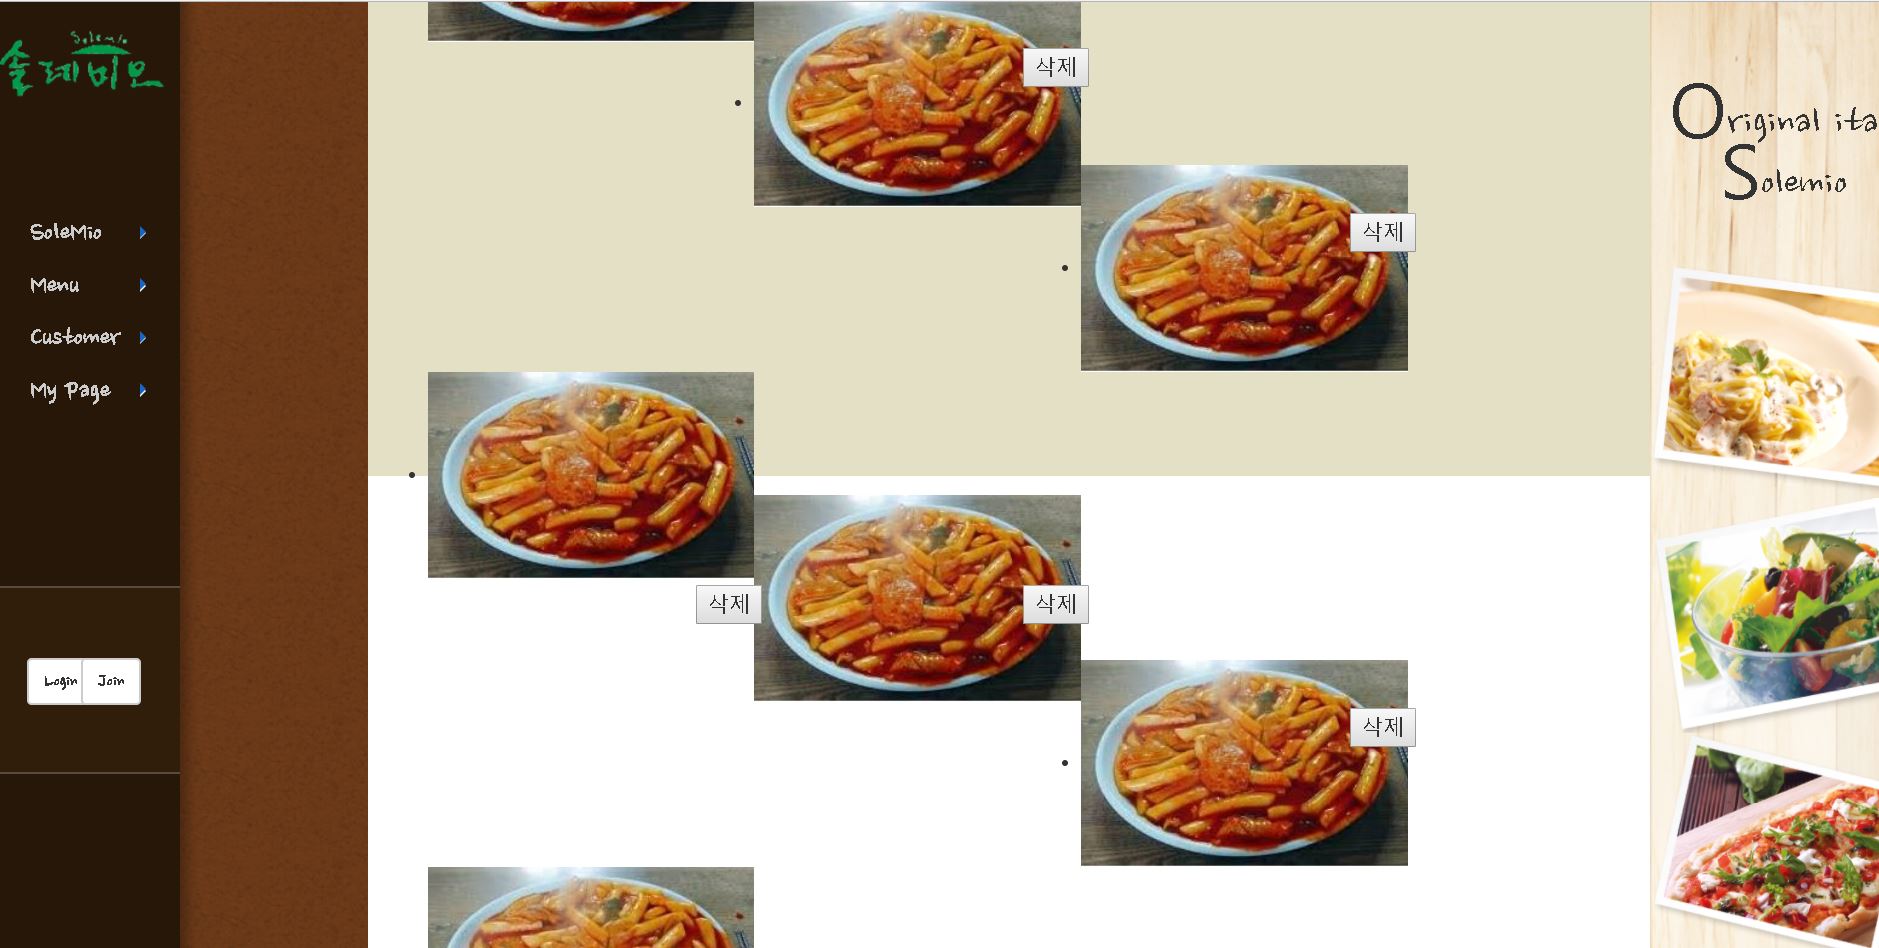 Solemio
솔레미오
SoleMio
Menu
Customer
My Page
Login
Join
삭제
삭제
삭제
삭제
삭제
Original ita
Solemio